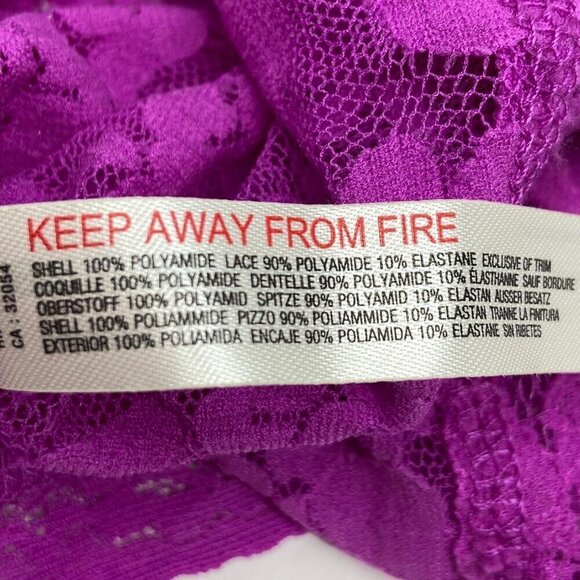 KEEP AWAY FROM FIRE
SHELL 100% POLYAMIDE LACE 90% POLYAMIDE 10% ELASTANE EXCLUSIVE OF TRIM
COQUILLE 100% POLYAMIDE DENTELLE 90% POLYAMIDE 10% ÉLASTHANNE SAUF BORDURE
OBERSTOFF 100% POLYAMID SPITZE 90% POLYAMID 10% ELASTAN AUSSER BESATZ
SHELL 100% POLIAMMIDE PIZZO 90% POLIAMMIDE 10% ELASTAN TRANNE LA FINITURA
EXTERIOR 100% POLIAMIDA ENCAJE 90% POLIAMIDA 10% ELASTANE SIN RIBETES
CA : 32054